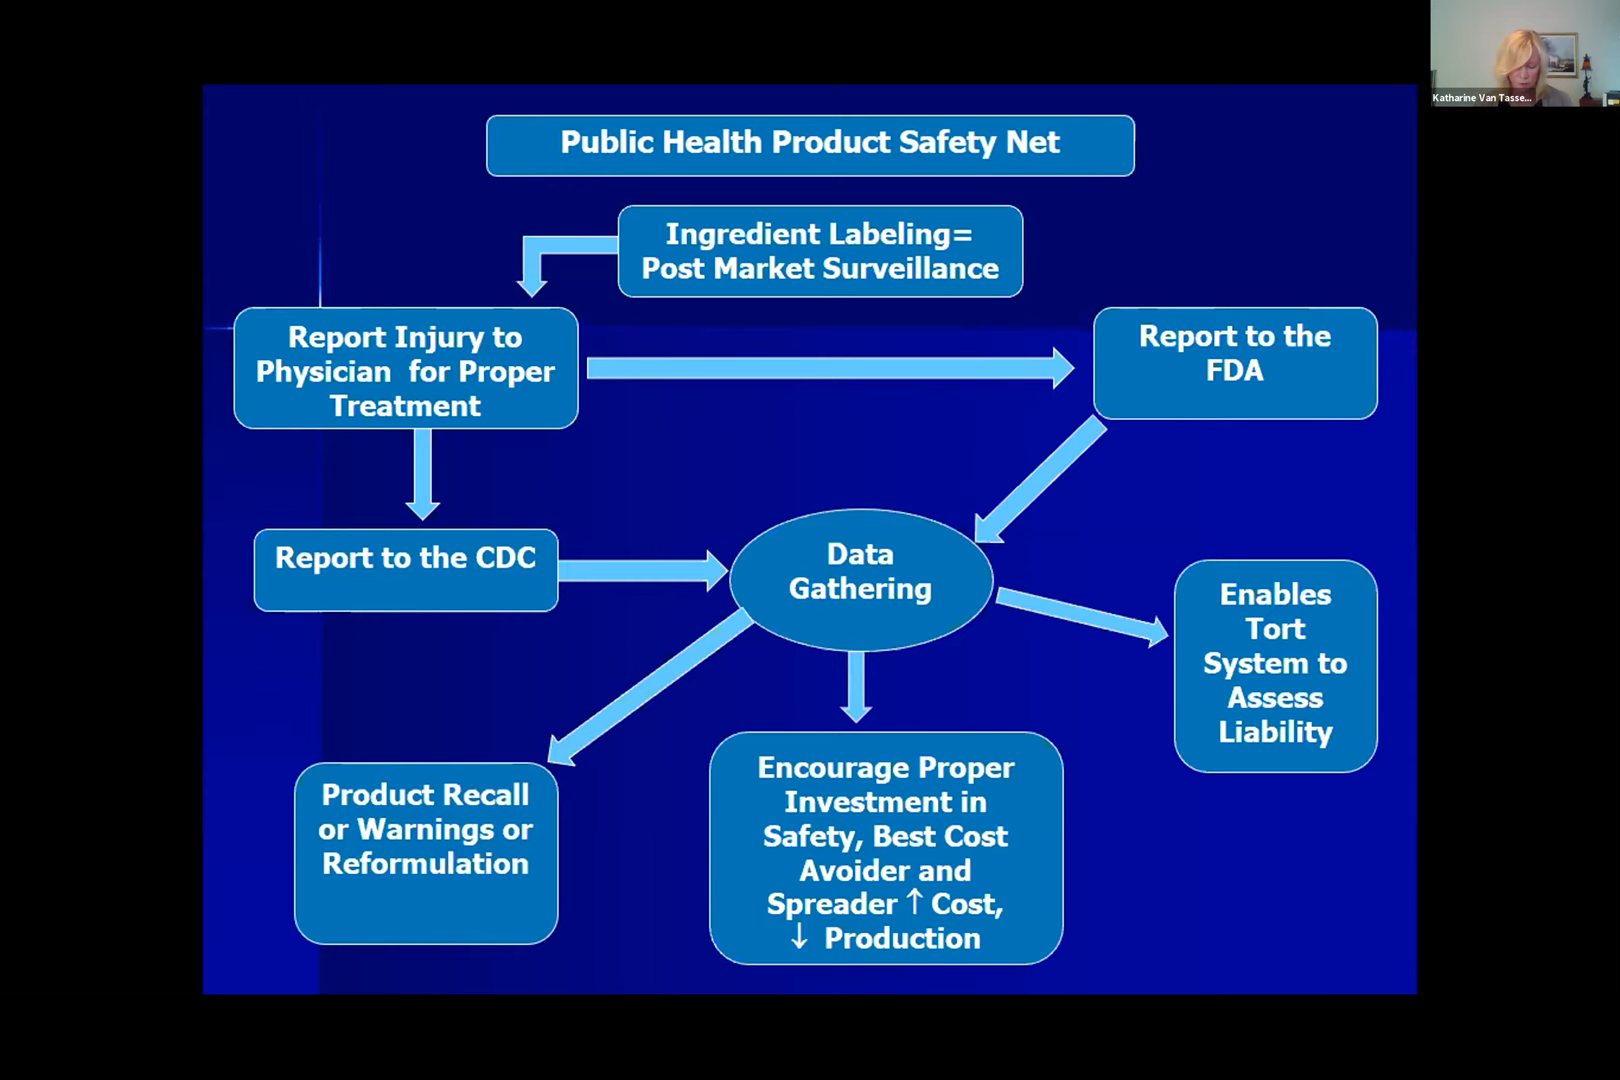 Katharine Van Tasse...
Public Health Product Safety Net
Ingredient Labeling=
Post Market Surveillance
Report Injury to
Physician for Proper
Treatment
Report to the
FDA
Report to the CDC
Data
Gathering
Enables
Tort
System to
Assess
Liability
Product Recall
or Warnings or
Reformulation
Encourage Proper
Investment in
Safety, Best Cost
Avoider and
Spreader ↑ Cost,
↓ Production